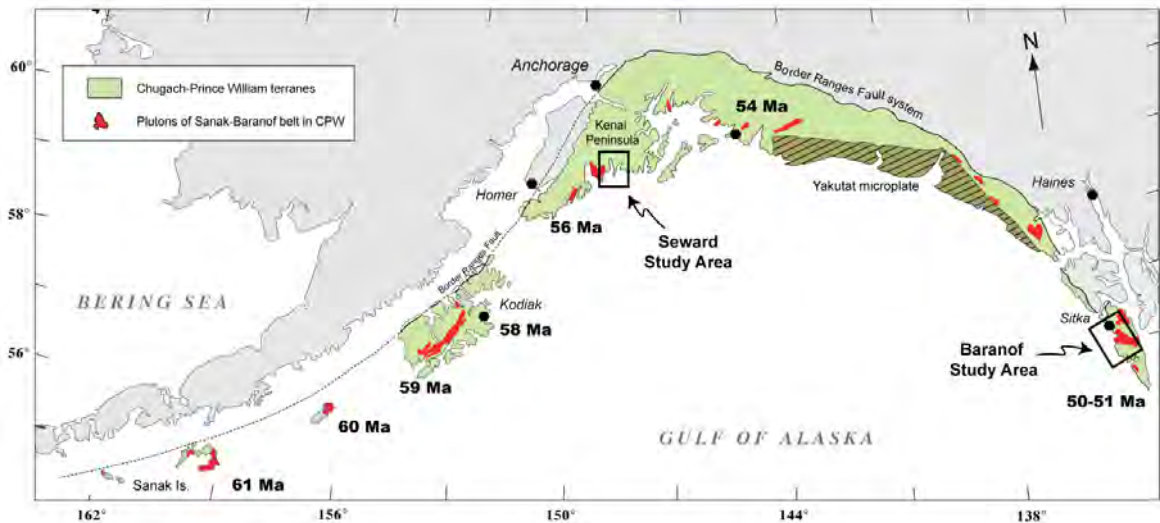 60°
58°
56°
Chugach-Prince William terranes
Plutons of Sanak-Baranof belt in CPW
Anchorage
Kenai
Peninsula
Homer
56 Ma
Seward
Study Area
54 Ma
Border Ranges Fault system
Yakutat microplate
N
Haines
Sitka
Baranof
Study Area
50-51 Ma
BERING SEA
Border Ranges Fault
Kodiak
58 Ma
59 Ma
60 Ma
Sanak Is.
61 Ma
GULF OF ALASKA
162°
156°
150°
144°
138°